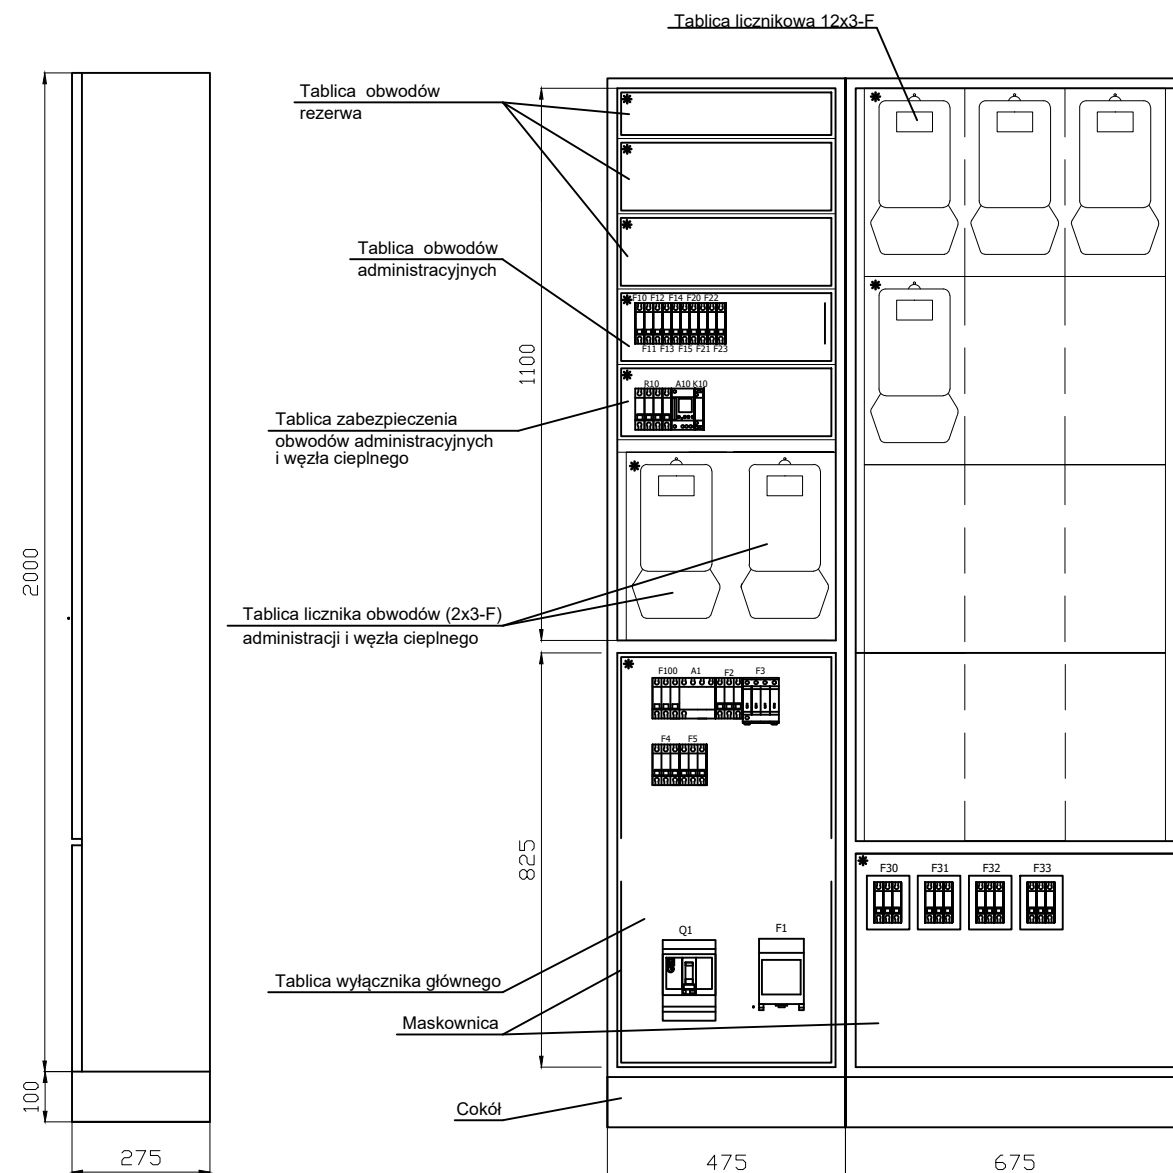 Tablica licznikowa 12x3-F
Tablica obwodów
rezerwa
Tablica obwodów
administracyjnych
F10 F12 F14 F20 F22
F11 F13 F15 F21 F23
1100
R10 A10 K10
Tablica zabezpieczenia
obwodów administracyjnych
i węzła cieplnego
2000
Tablica licznika obwodów (2x3-F)
administracji i węzła cieplnego
F100 A1 F2 F3
F4 F5
825
F30 F31 F32 F33
Q1 F1
Tablica wyłącznika głównego
Maskownica
100
Cokół
275
475
675